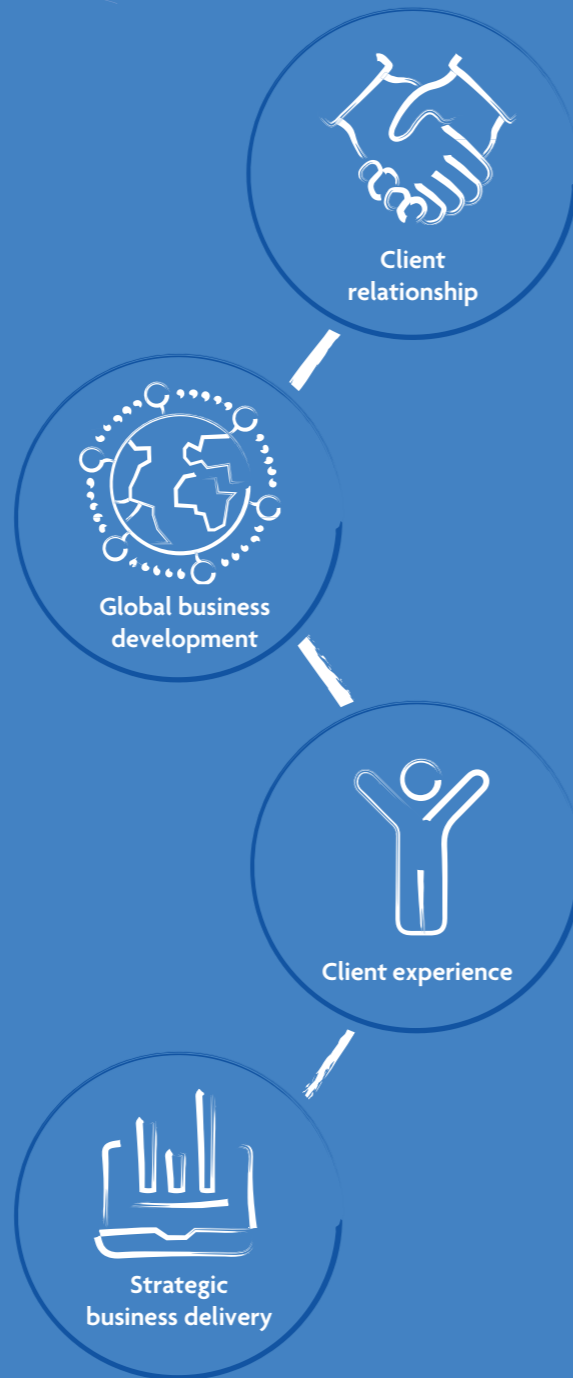 Client
relationship
Global business
development
Client experience
Strategic
business delivery